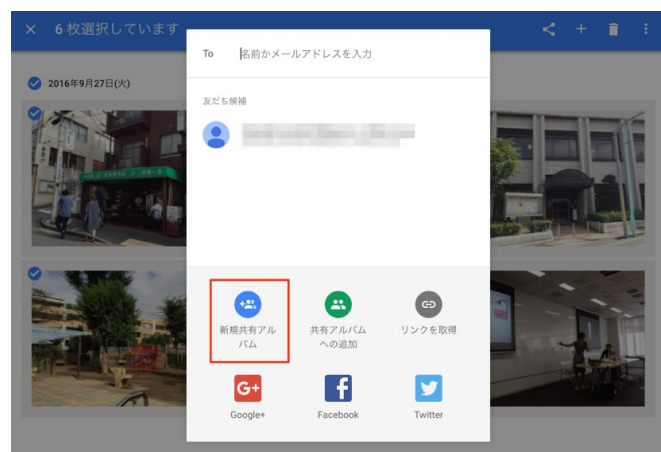 × 6 枚選択しています
To 名前かメールアドレスを入力
2016年9月27日(火)
友だち候補
新規共有アル
バム
共有アルバム
への追加
リンクを取得
G+
Google+
Facebook
Twitter